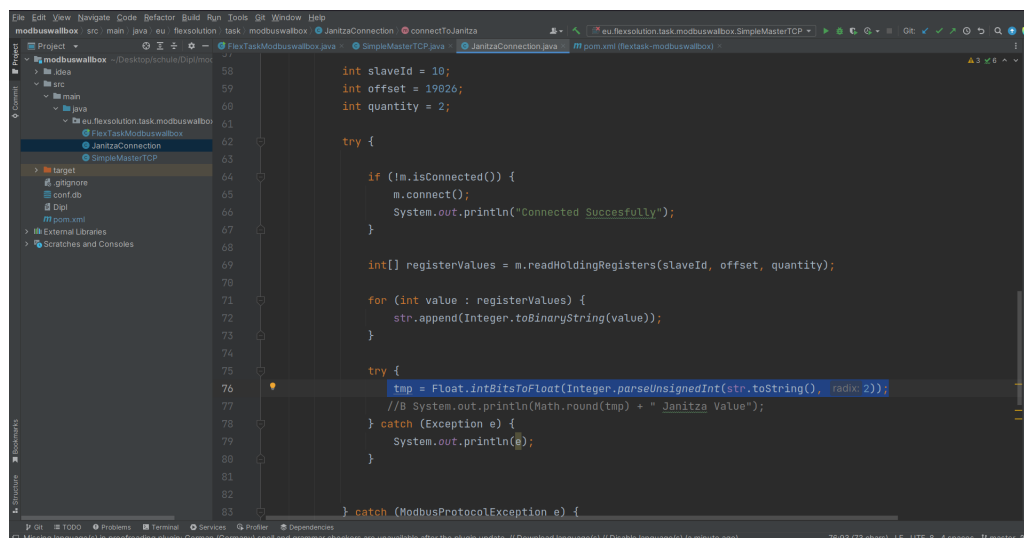 File Edit View Navigate Code Refactor Build Run Tools Git Window Help
modbuswallbox src main java eu flexsolution task modbuswallbox JanitzaConnection connectToJanitza eu.flexsolution.task.modbuswallbox.SimpleMasterTCP Git:
Project FlexTaskModbuswallbox.java SimpleMasterTCP.java JanitzaConnection.java pom.xml (flextask-modbuswallbox)
Project
Commit
Bookmarks
Structure
modbuswallbox ~/Desktop/schule/Dipl/mod
.idea
src
main
java
eu.flexsolution.task.modbuswallbox
FlexTaskModbuswallbox
JanitzaConnection
SimpleMasterTCP
target
.gitignore
conf.db
Dipl
pom.xml
External Libraries
Scratches and Consoles
3 6
57
58 int slaveId = 10;
59 int offset = 19026;
60 int quantity = 2;
61
62 try {
63
64 if (!m.isConnected()) {
65 m.connect();
66 System.out.println("Connected Succesfully");
67 }
68
69 int[] registerValues = m.readHoldingRegisters(slaveId, offset, quantity);
70
71 for (int value : registerValues) {
72 str.append(Integer.toBinaryString(value));
73 }
74
75 try {
76 tmp = Float.intBitsToFloat(Integer.parseUnsignedInt(str.toString(), radix: 2));
77 //B System.out.println(Math.round(tmp) + " Janitza Value");
78 } catch (Exception e) {
79 System.out.println(e);
80 }
81
82
83 } catch (ModbusProtocolException e) {
Git TODO Problems Terminal Services Profiler Dependencies